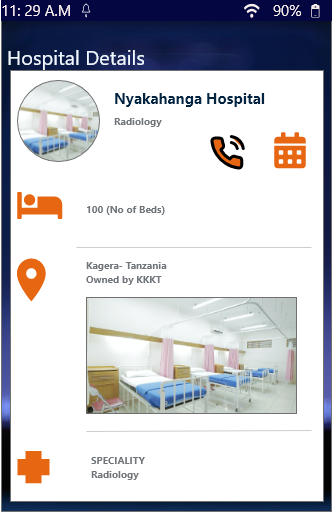 11: 29 A.M
90%
Hospital Details
Nyakahanga Hospital
Radiology
100 (No of Beds)
Kagera- Tanzania
Owned by KKKT
SPECIALITY
Radiology